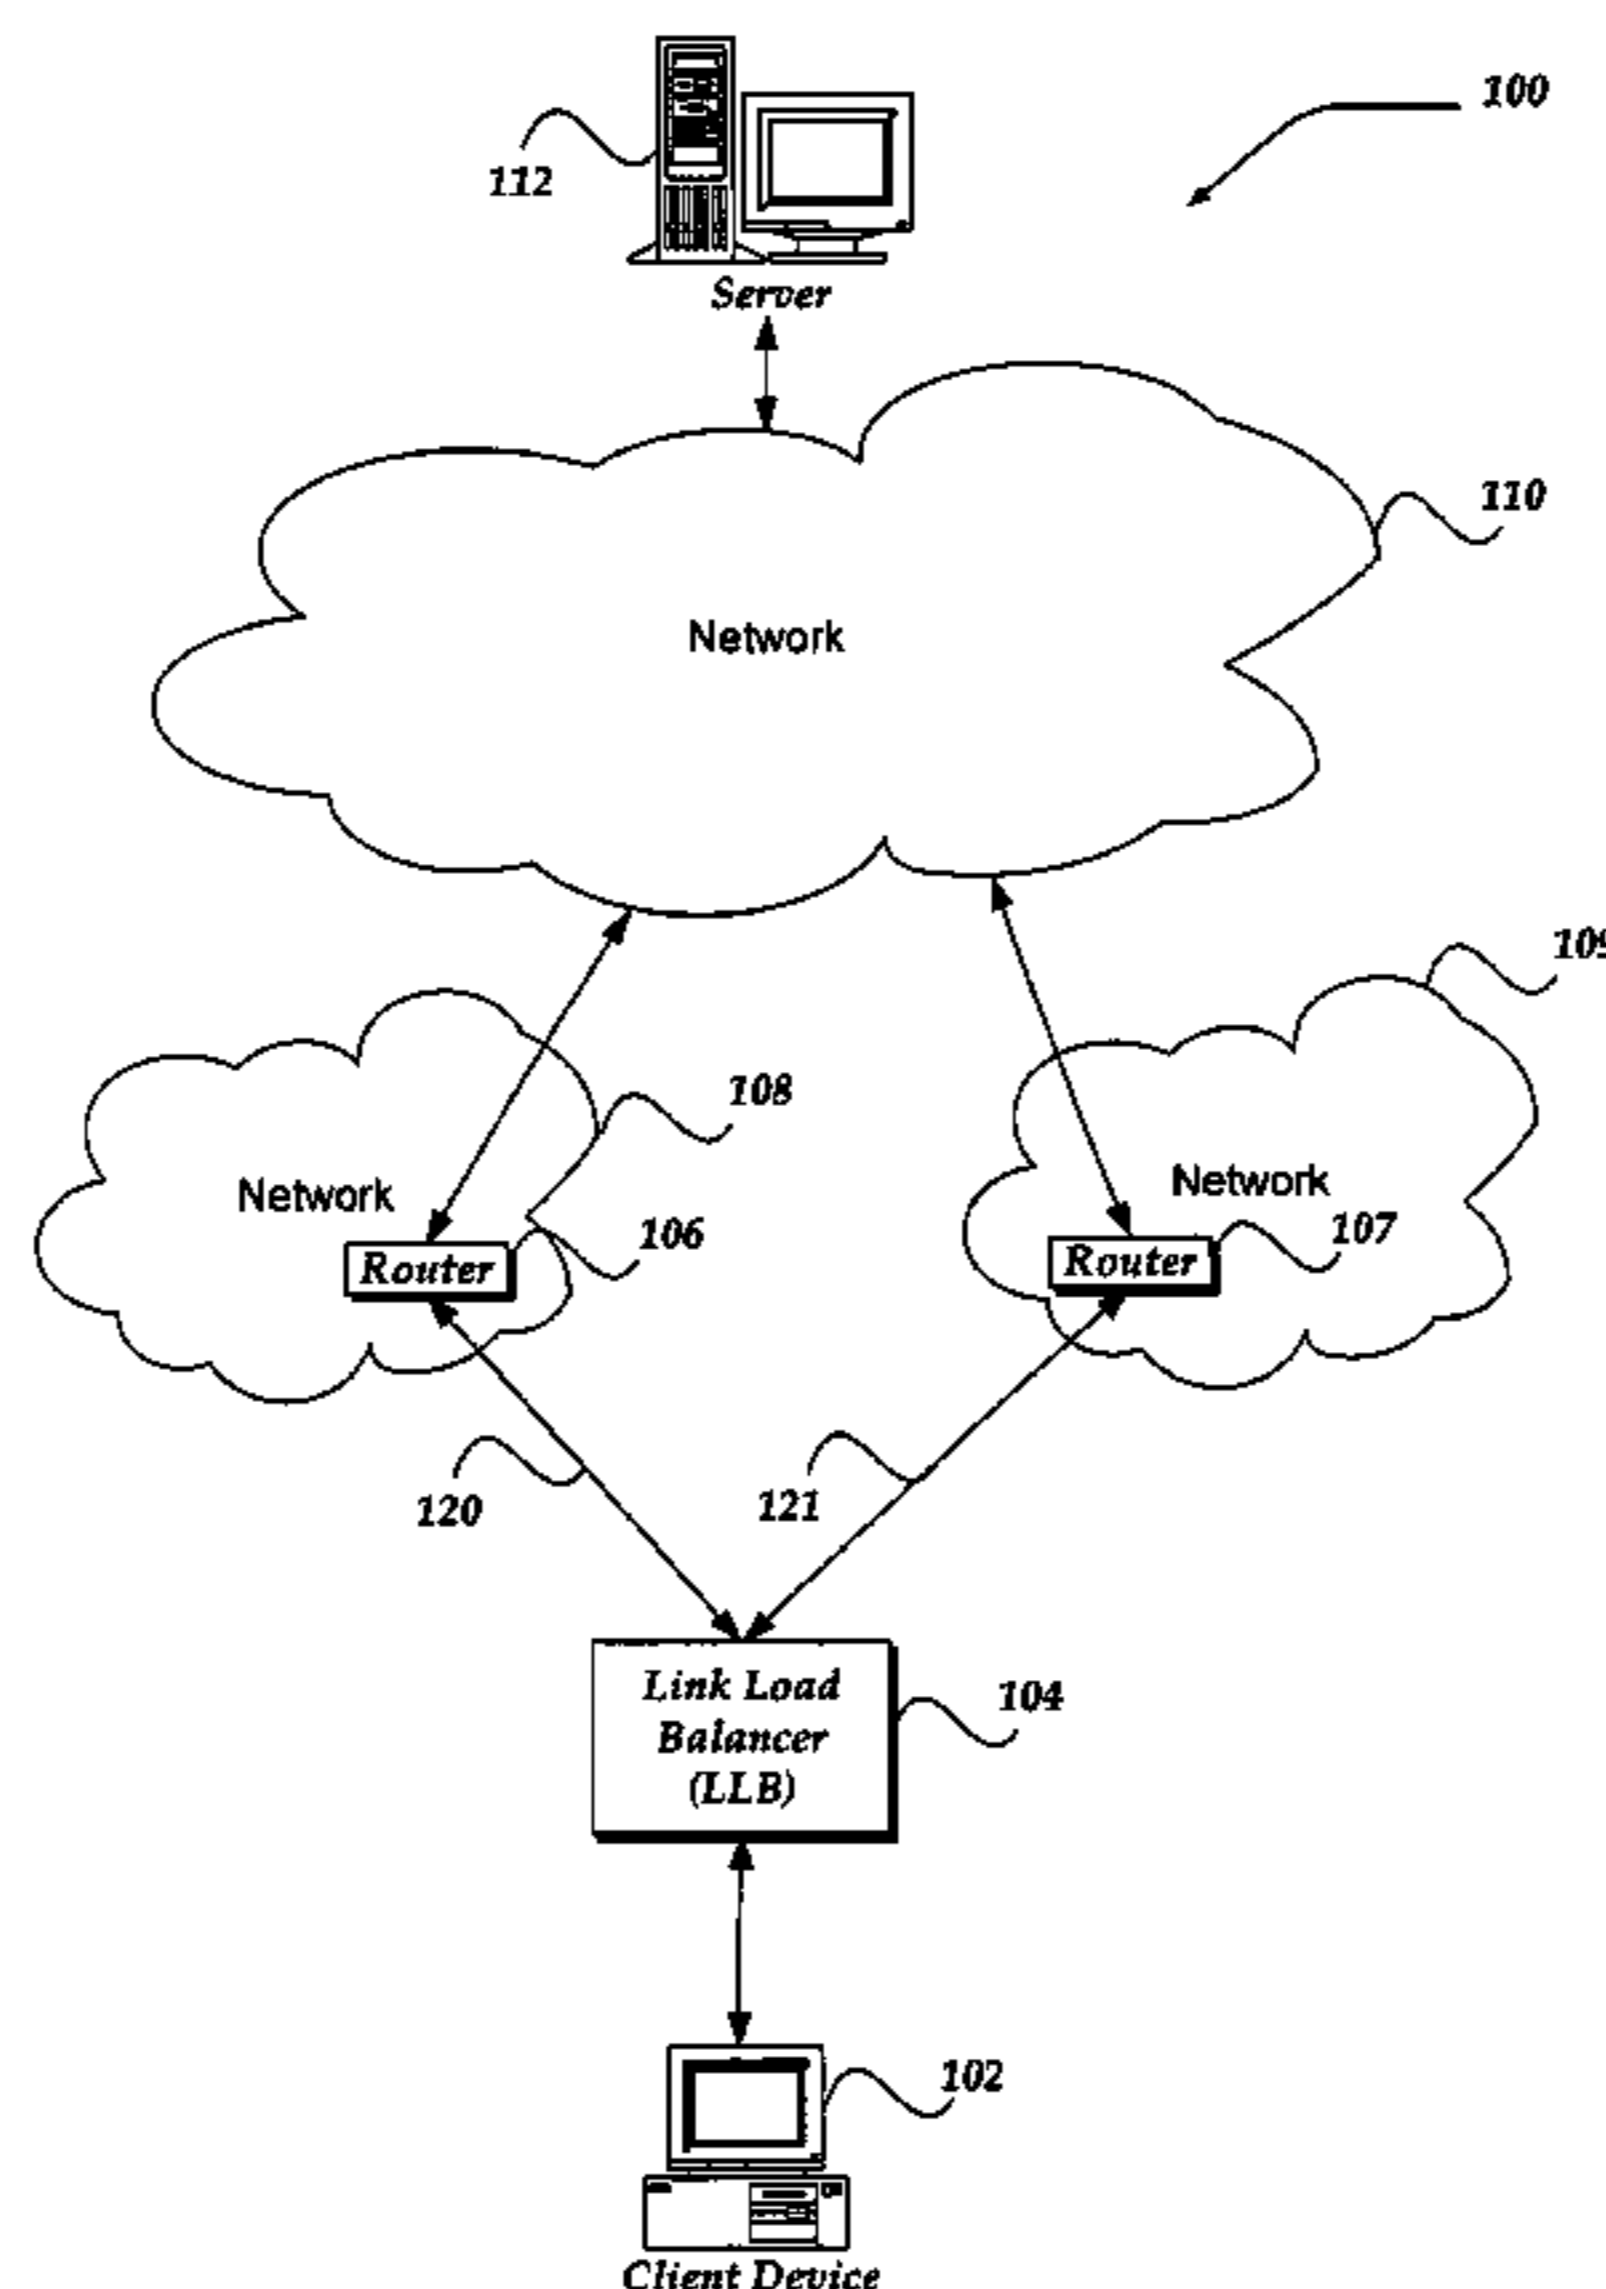 100
112
Server
110
Network
109
108
Network
Network
106
107
Router
Router
120
121
Link Load
Balancer
(LLB)
104
102
Client Device